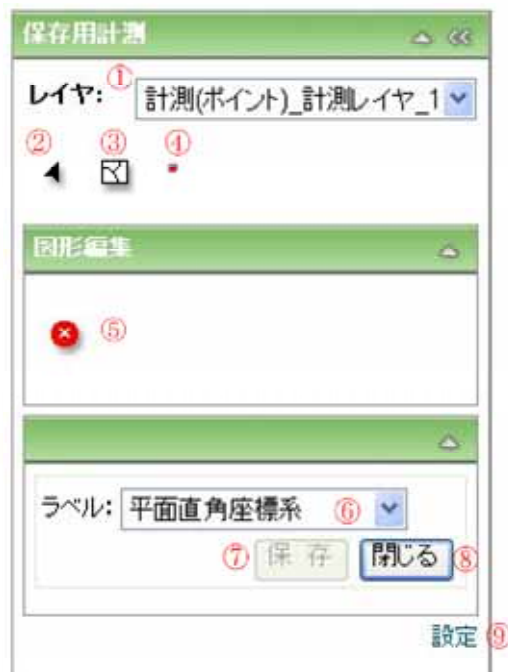 保存用計測
レイヤ: ① 計測(ポイント)_計測レイヤ_1
② ③ ④
図形編集
⑤
ラベル: 平面直角座標系 ⑥
⑦ 保存 閉じる ⑧
設定 ⑨